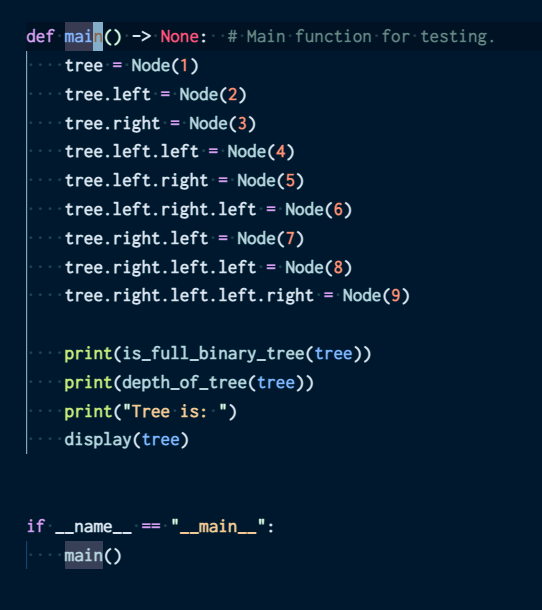 def main() -> None:  # Main function for testing.
    tree = Node(1)
    tree.left = Node(2)
    tree.right = Node(3)
    tree.left.left = Node(4)
    tree.left.right = Node(5)
    tree.left.right.left = Node(6)
    tree.right.left = Node(7)
    tree.right.left.left = Node(8)
    tree.right.left.left.right = Node(9)

    print(is_full_binary_tree(tree))
    print(depth_of_tree(tree))
    print("Tree is: ")
    display(tree)


if __name__ == "__main__":
    main()